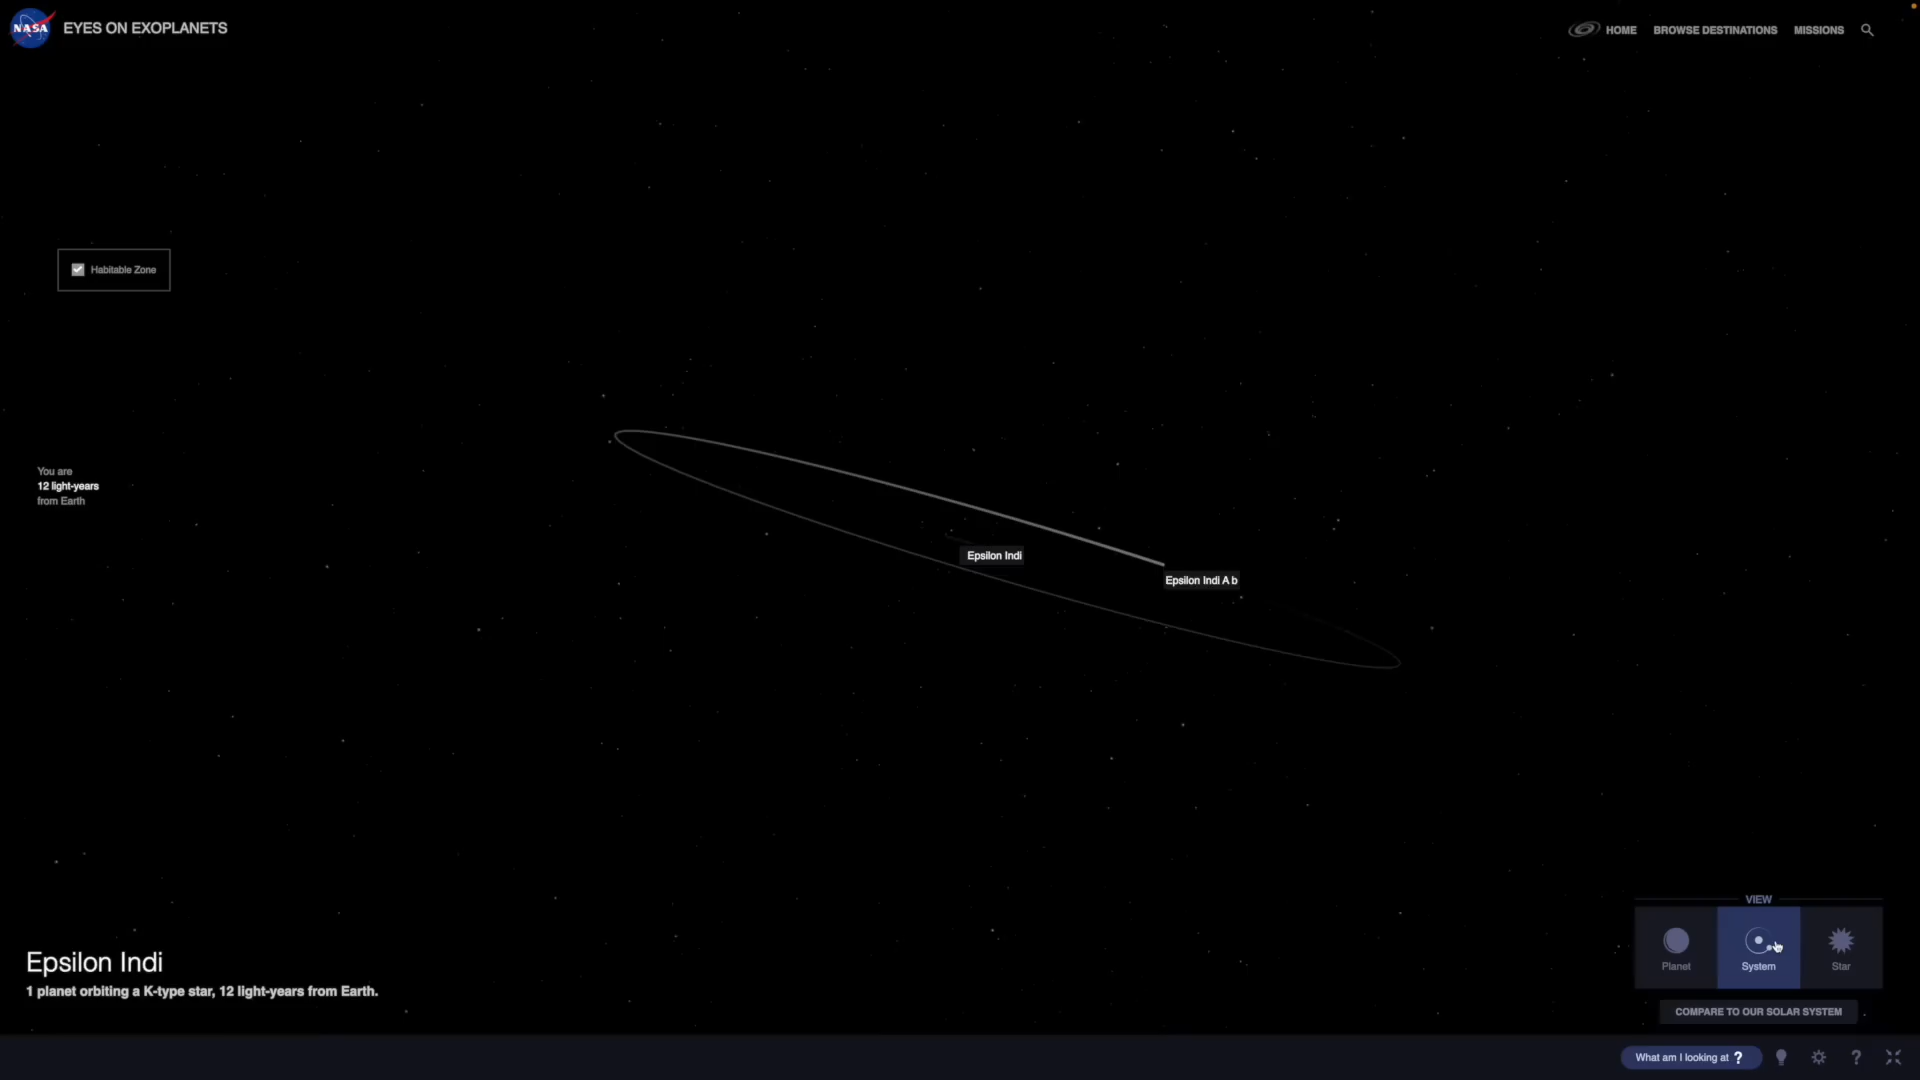 NASA
EYES ON EXOPLANETS
HOME
BROWSE DESTINATIONS
MISSIONS
Habitable Zone
You are
12 light-years
from Earth
Epsilon Indi
Epsilon Indi A b
Epsilon Indi
1 planet orbiting a K-type star, 12 light-years from Earth.
VIEW
Planet
System
Star
COMPARE TO OUR SOLAR SYSTEM
What am I looking at ?
?